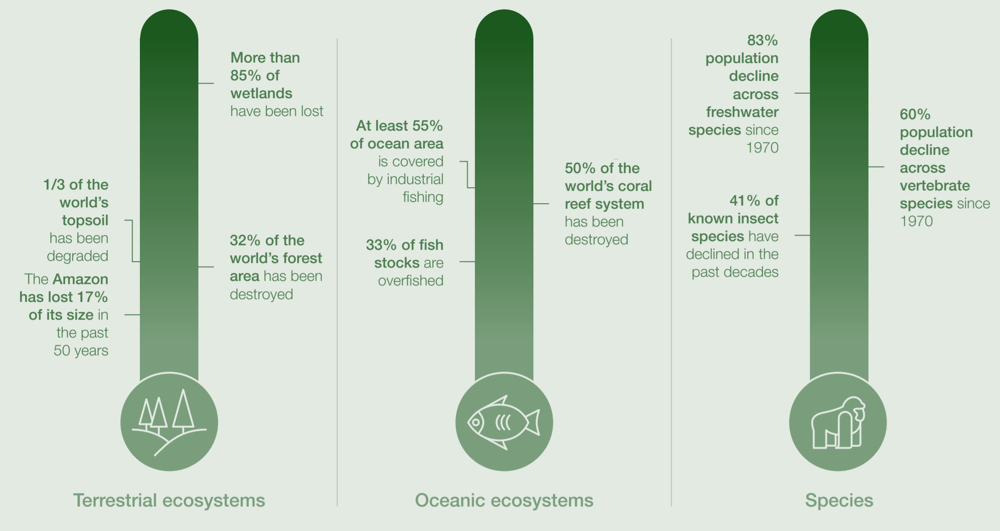 More than
85% of
wetlands
have been lost
1/3 of the
world’s
topsoil
has been
degraded
32% of the
world’s forest
area has been
destroyed
The Amazon
has lost 17%
of its size in
the past
50 years
Terrestrial ecosystems
At least 55%
of ocean area
is covered
by industrial
fishing
50% of the
world’s coral
reef system
has been
destroyed
33% of fish
stocks are
overfished
Oceanic ecosystems
83%
population
decline
across
freshwater
species since
1970
60%
population
decline
across
vertebrate
species since
1970
41% of
known insect
species have
declined in the
past decades
Species